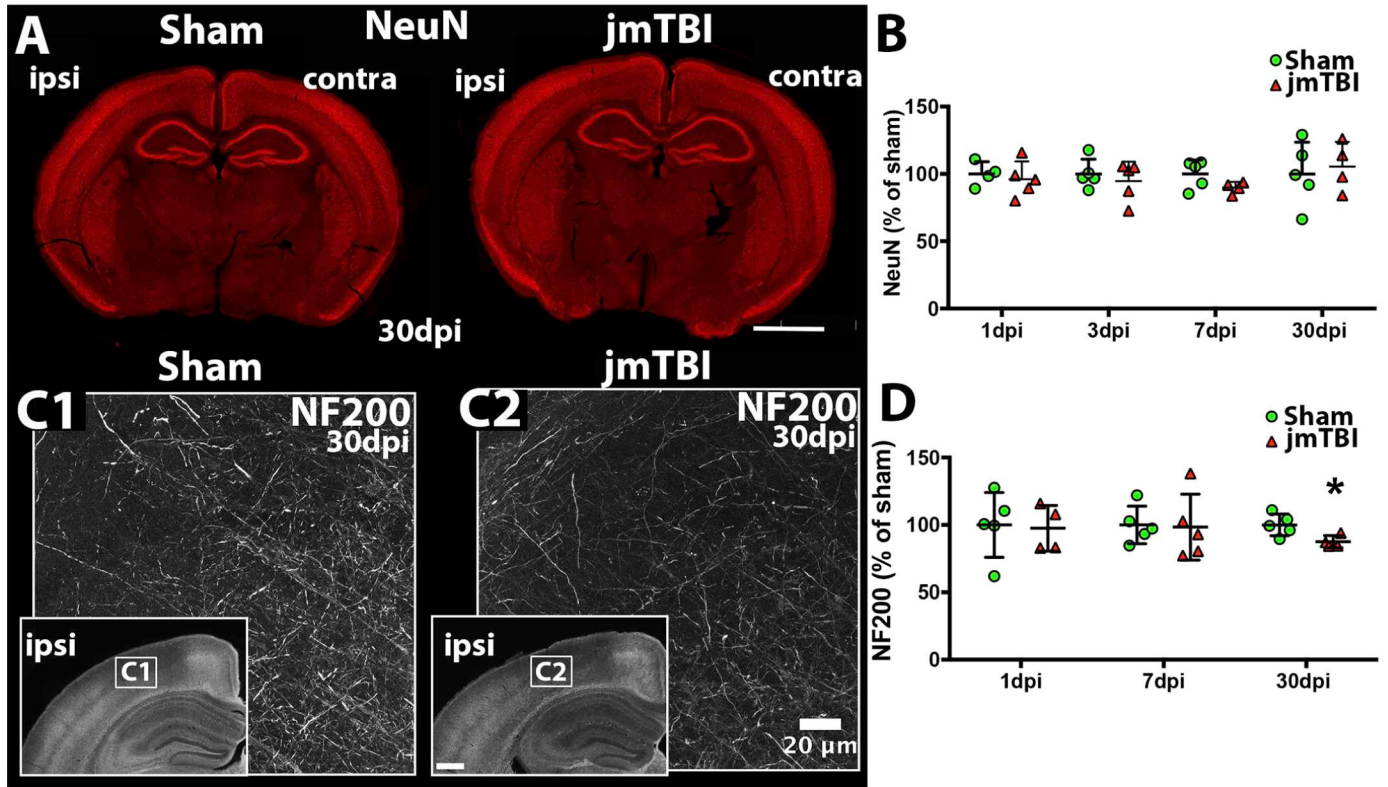 A
Sham
NeuN
jmTBI
ipsi
contra
ipsi
contra
30dpi
B
Sham
jmTBI
NeuN (% of sham)
150
100
50
0
1dpi
3dpi
7dpi
30dpi
Sham
jmTBI
C1
NF200
30dpi
ipsi
C1
C2
NF200
30dpi
ipsi
C2
20 µm
D
Sham
jmTBI
*
NF200 (% of sham)
150
100
50
0
1dpi
7dpi
30dpi